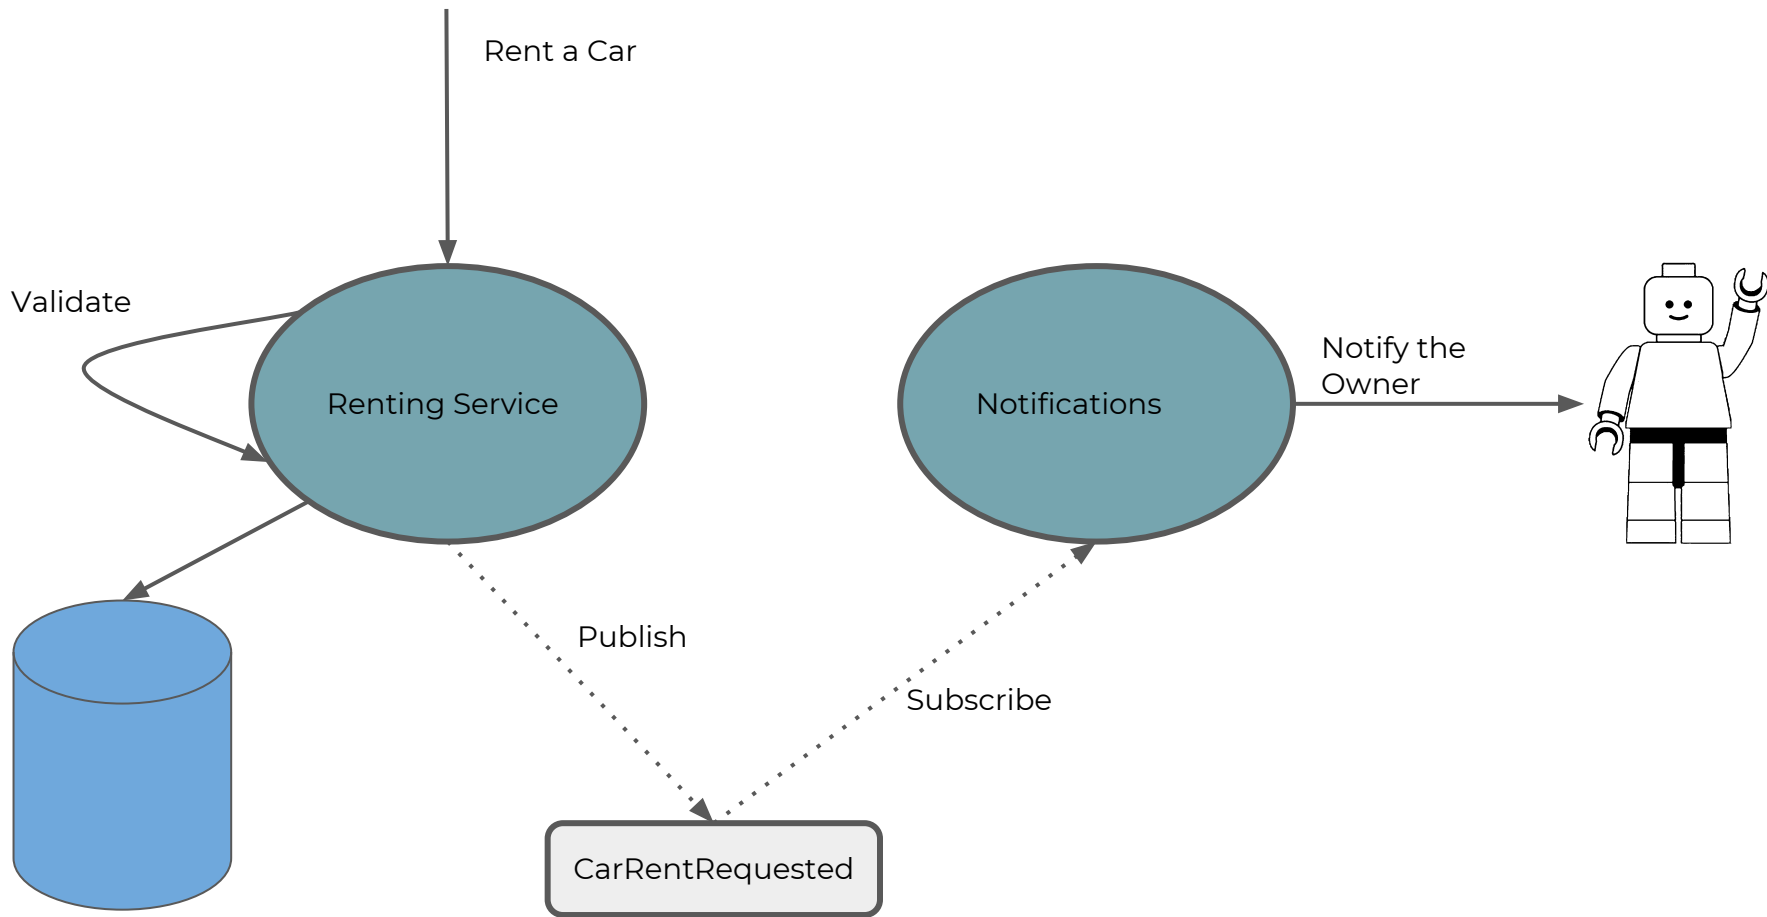 Rent a Car
Validate
Renting Service
Notifications
Notify the
Owner
Publish
Subscribe
CarRentRequested